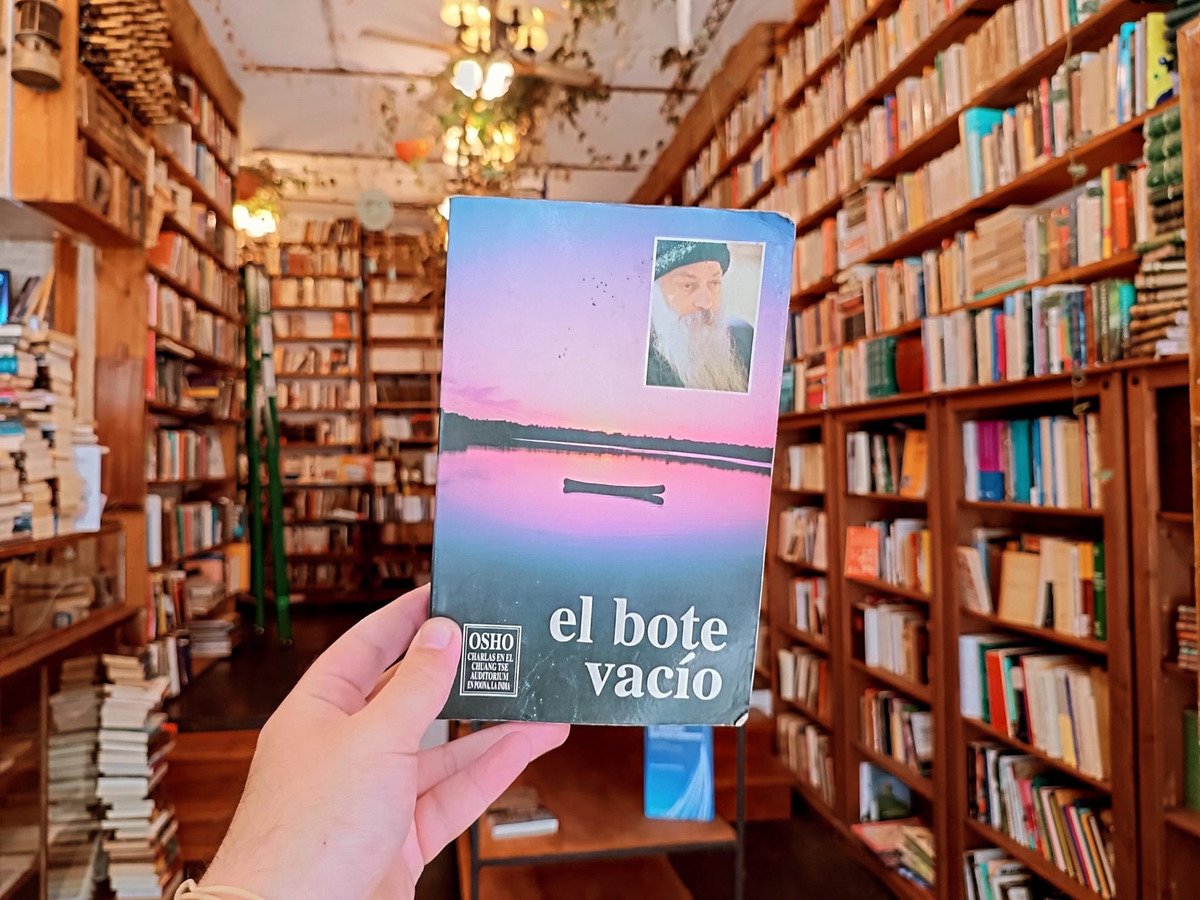 el bote
vacío
OSHO
CHARLAS EN EL
CHUANG TSE
AUDITORIUM
EN POONA, LA INDIA